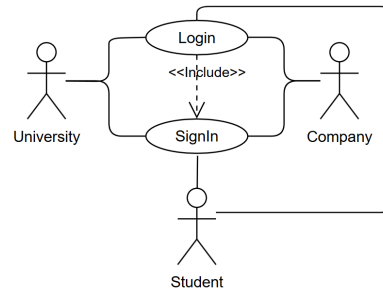 Login
<<Include>>
University
SignIn
Company
Student